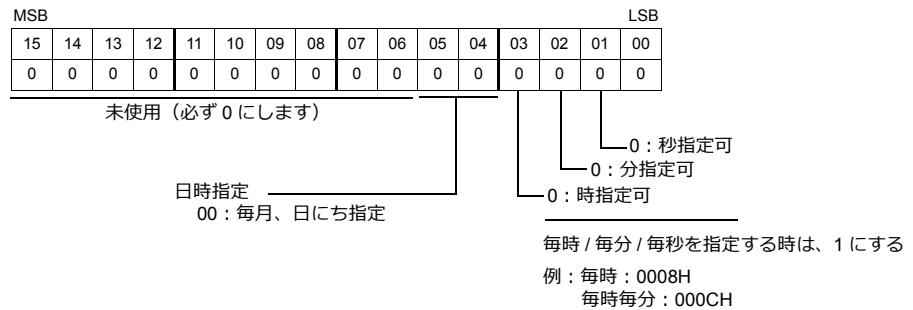 MSB LSB
15 14 13 12 11 10 09 08 07 06 05 04 03 02 01 00
0 0 0 0 0 0 0 0 0 0 0 0 0 0 0 0
未使用（必ず 0 にします）
0：秒指定可
0：分指定可
日時指定
0：時指定可
00：毎月、日にち指定
毎時 / 毎分 / 毎秒を指定する時は、1 にする
例：毎時：0008H
毎時毎分：000CH